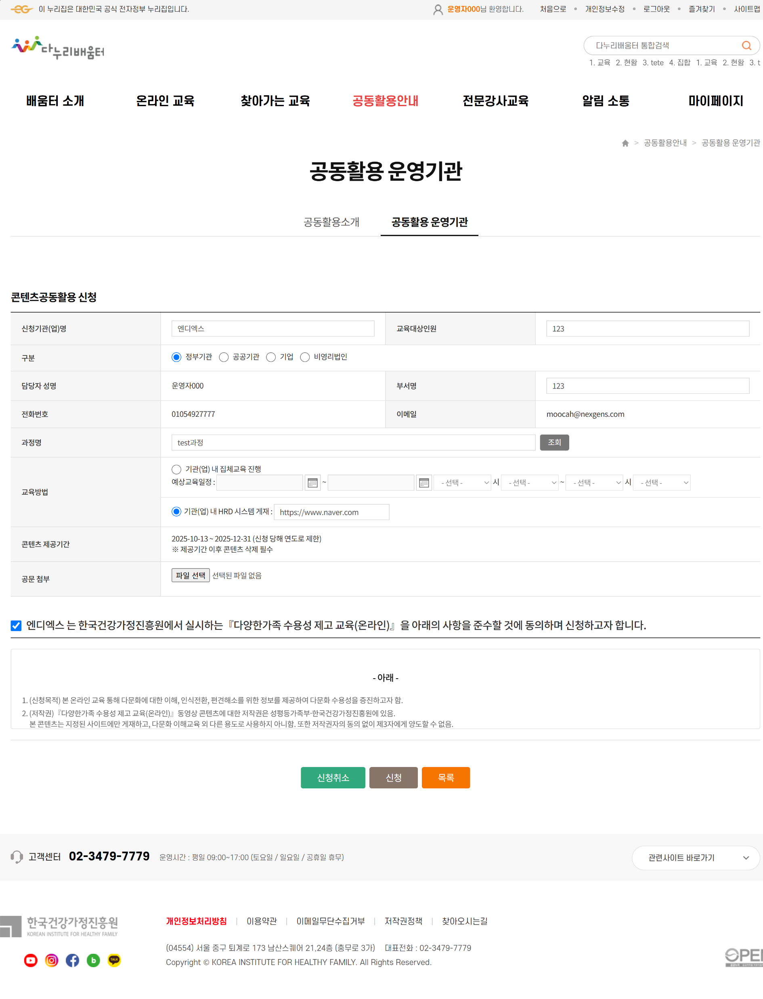 이 누리집은 대한민국 공식 전자정부 누리집입니다.
운영자000님 환영합니다. 처음으로 개인정보수정 로그아웃 즐겨찾기 사이트맵
다누리배움터
다누리배움터 통합검색
1. 교육 2. 현황 3. tete 4. 집합 1. 교육 2. 현황 3. t
배움터 소개 온라인 교육 찾아가는 교육 공동활용안내 전문강사교육 알림 소통 마이페이지
> 공동활용안내 > 공동활용 운영기관
공동활용 운영기관
공동활용소개 공동활용 운영기관
콘텐츠공동활용 신청
신청기관(업)명 엔디엑스 교육대상인원 123
구분 정부기관 공공기관 기업 비영리법인
담당자 성명 운영자000 부서명 123
전화번호 01054927777 이메일 moocah@nexgens.com
과정명 test과정 조회
교육방법
기관(업) 내 집체교육 진행
예상교육일정 : ~ - 선택 - 시 - 선택 - ~ - 선택 - 시 - 선택 -
기관(업) 내 HRD 시스템 게재 : https://www.naver.com
콘텐츠 제공기간
2025-10-13 ~ 2025-12-31 (신청 당해 연도로 제한)
※ 제공기간 이후 콘텐츠 삭제 필수
공문 첨부 파일 선택 선택된 파일 없음
엔디엑스 는 한국건강가정진흥원에서 실시하는『다양한가족 수용성 제고 교육(온라인)』을 아래의 사항을 준수할 것에 동의하며 신청하고자 합니다.
- 아래 -
1. (신청목적) 본 온라인 교육 통해 다문화에 대한 이해, 인식전환, 편견해소를 위한 정보를 제공하여 다문화 수용성을 증진하고자 함.
2. (저작권)『다양한가족 수용성 제고 교육(온라인)』동영상 콘텐츠에 대한 저작권은 성평등가족부·한국건강가정진흥원에 있음.
본 콘텐츠는 지정된 사이트에만 게재하고, 다문화 이해교육 외 다른 용도로 사용하지 아니함. 또한 저작권자의 동의 없이 제3자에게 양도할 수 없음.
신청취소 신청 목록
고객센터 02-3479-7779 운영시간 : 평일 09:00~17:00 (토요일 / 일요일 / 공휴일 휴무) 관련사이트 바로가기
한국건강가정진흥원
KOREAN INSTITUTE FOR HEALTHY FAMILY
개인정보처리방침 | 이용약관 | 이메일무단수집거부 | 저작권정책 | 찾아오시는길
(04554) 서울 중구 퇴계로 173 남산스퀘어 21,24층 (충무로 3가) 대표전화 : 02-3479-7779
Copyright © KOREA INSTITUTE FOR HEALTHY FAMILY. All Rights Reserved.
b TALK
OPE